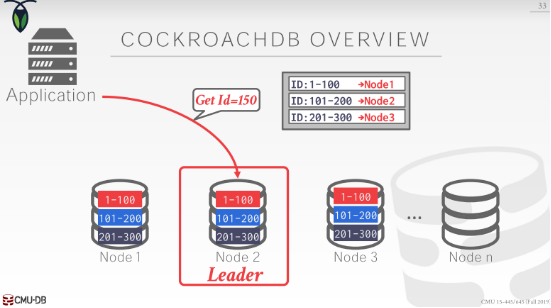 33
COCKROACHDB OVERVIEW
Application
Get Id=150
ID:1-100 →Node1
ID:101-200 →Node2
ID:201-300 →Node3
1-100
101-200
201-300
Node 1
1-100
101-200
201-300
Node 2
Leader
1-100
101-200
201-300
Node 3
...
Node n
CMU·DB
CMU 15-445/645 (Fall 2019)